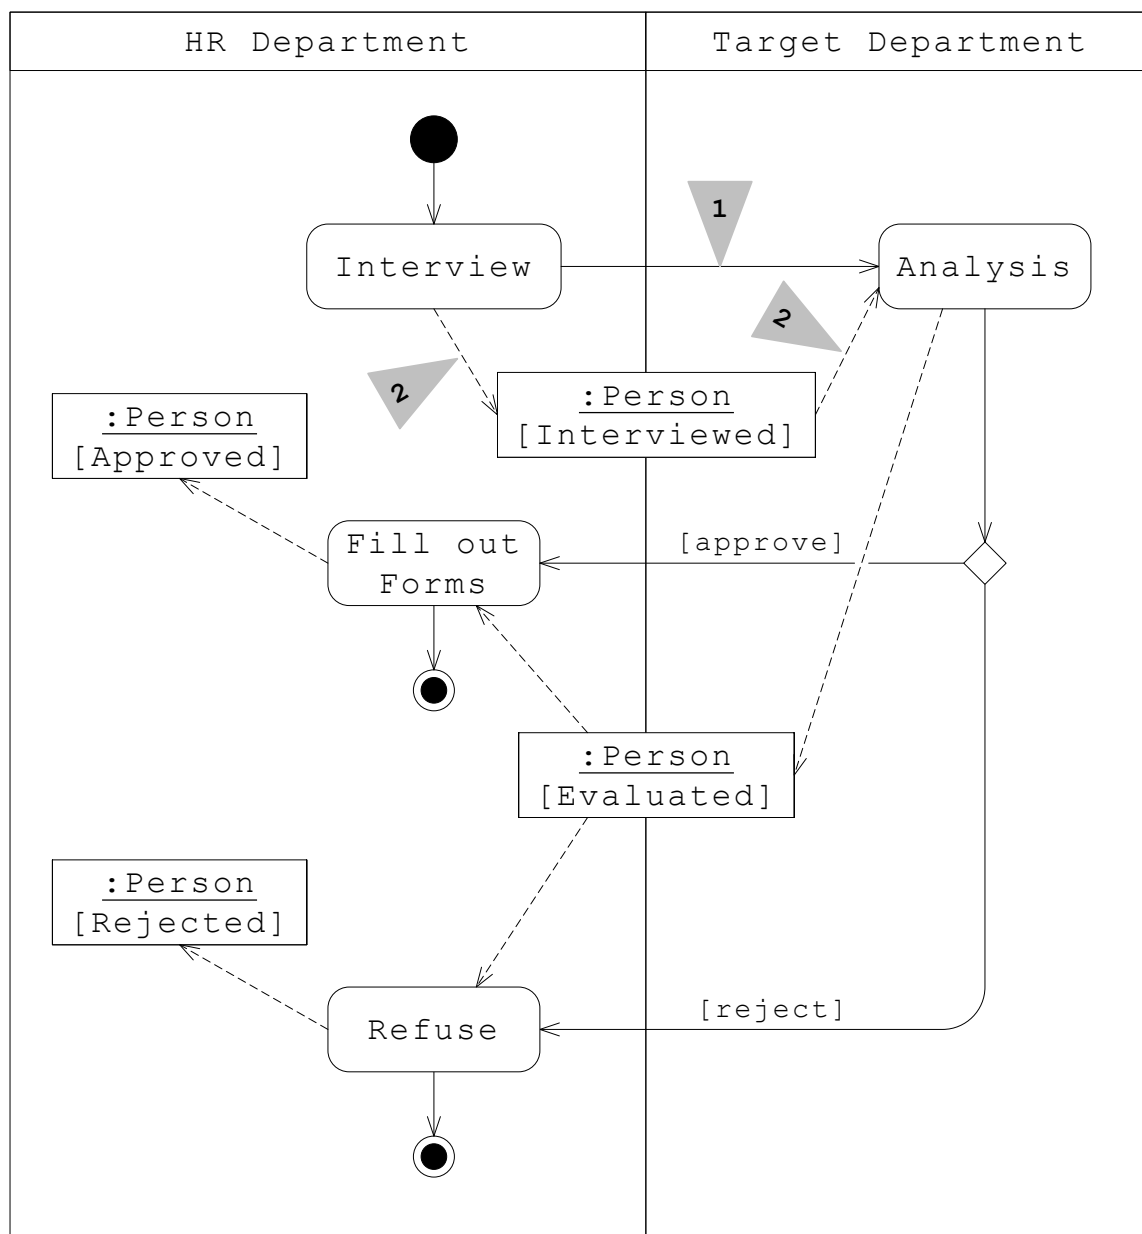 HR Department
Target Department
1
Interview
Analysis
2
2
:Person
[Interviewed]
:Person
[Approved]
Fill out
Forms
[approve]
:Person
[Evaluated]
:Person
[Rejected]
[reject]
Refuse